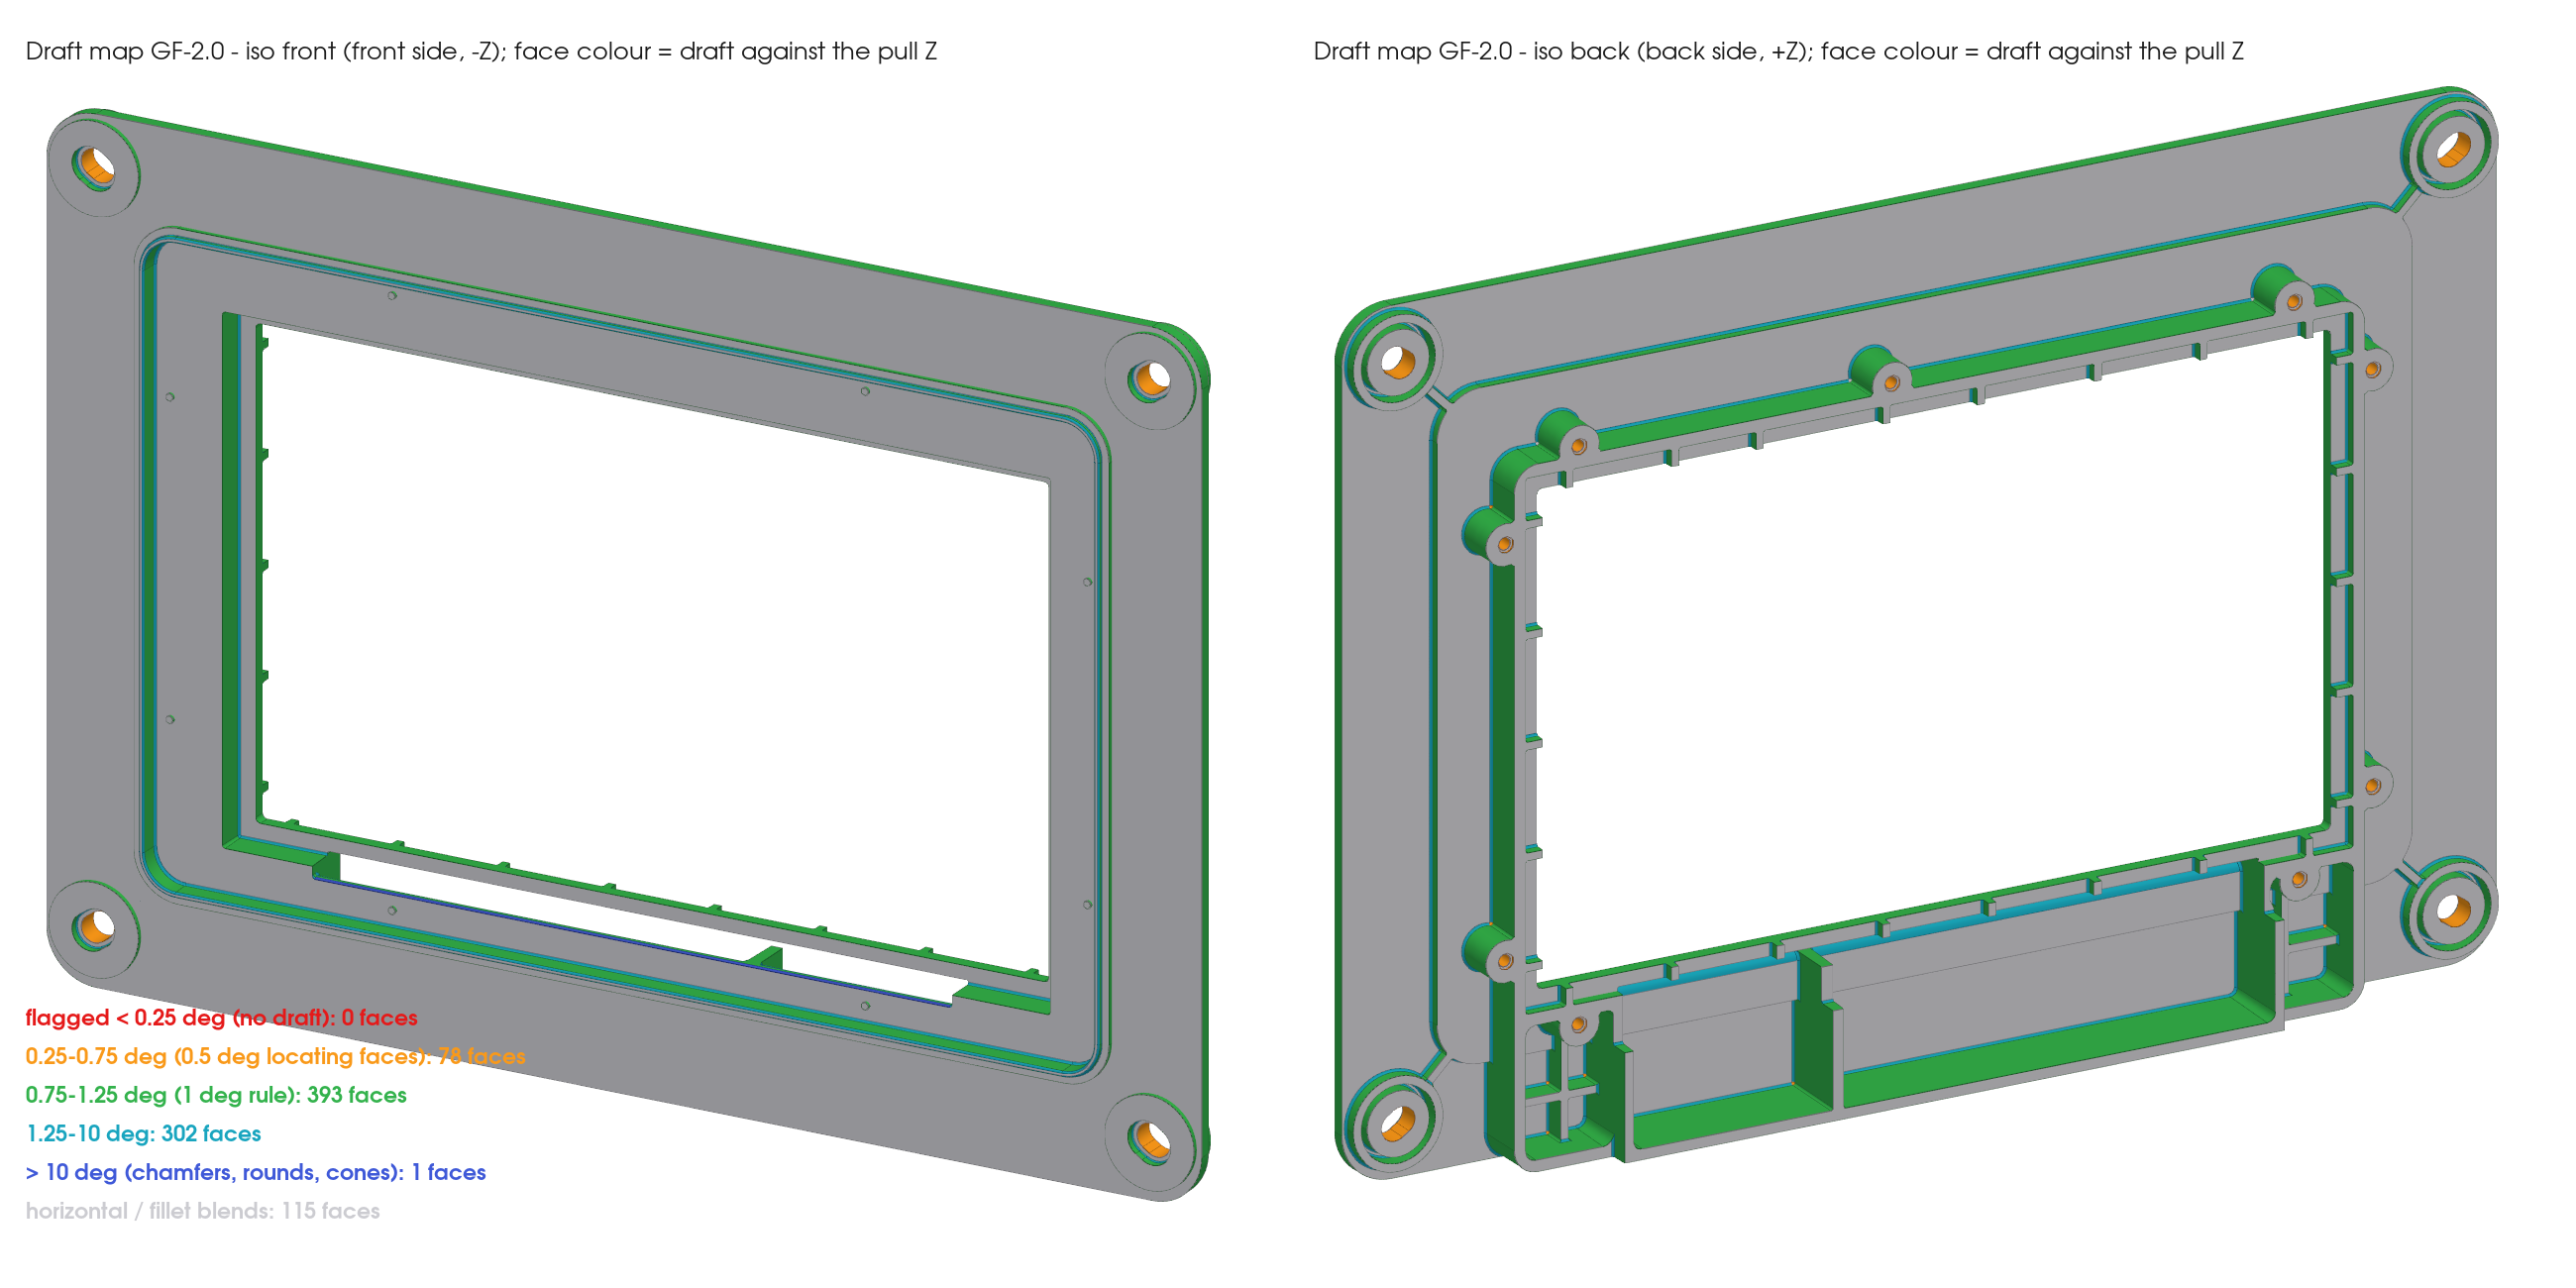 Draft map GF-2.0 - iso front (front side, -Z); face colour = draft against the pull Z
Draft map GF-2.0 - iso back (back side, +Z); face colour = draft against the pull Z
flagged < 0.25 deg (no draft): 0 faces
0.25-0.75 deg (0.5 deg locating faces): 78 faces
0.75-1.25 deg (1 deg rule): 393 faces
1.25-10 deg: 302 faces
> 10 deg (chamfers, rounds, cones): 1 faces
horizontal / fillet blends: 115 faces